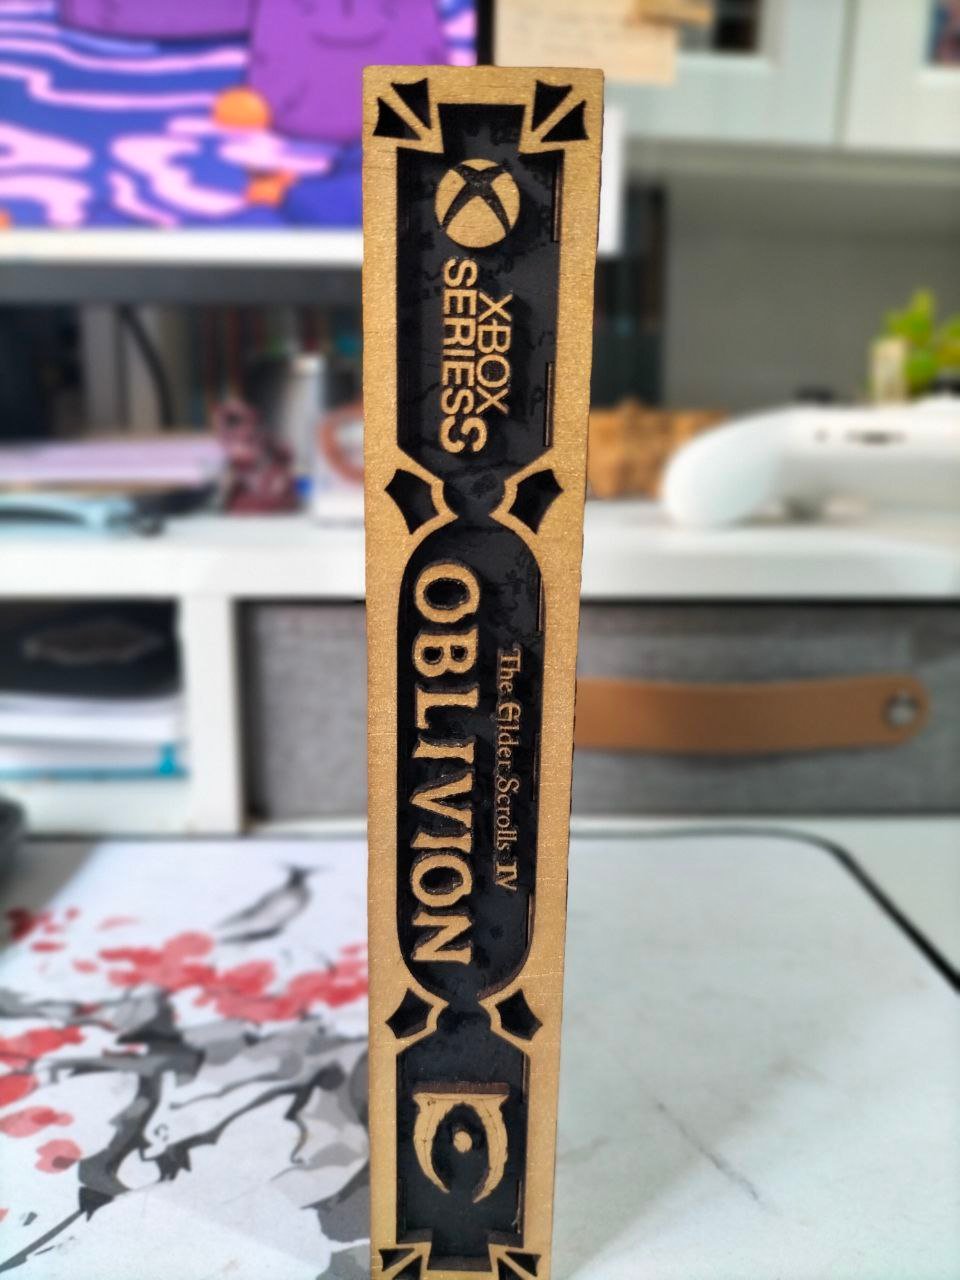 XBOX
SERIES S
The Elder Scrolls IV
OBLIVION